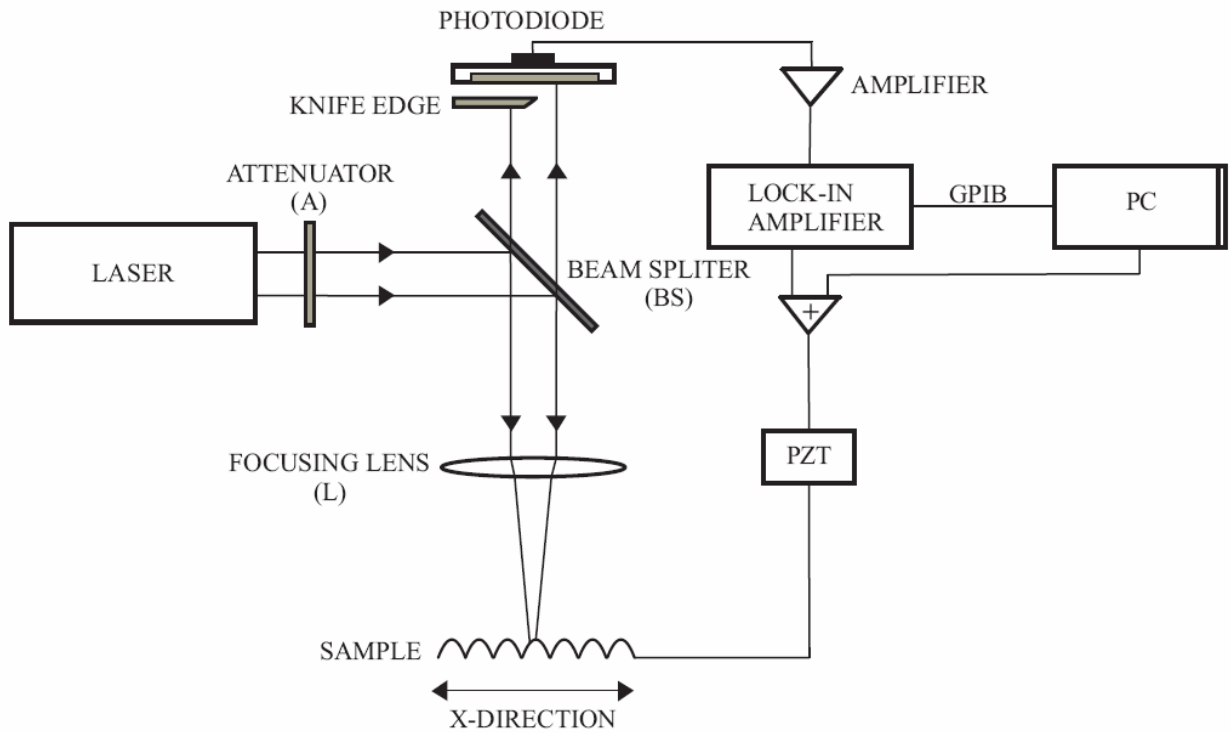 PHOTODIODE
AMPLIFIER
KNIFE EDGE
ATTENUATOR
(A)
LOCK-IN
AMPLIFIER
GPIB
PC
LASER
BEAM SPLITER
(BS)
+
FOCUSING LENS
(L)
PZT
SAMPLE
X-DIRECTION